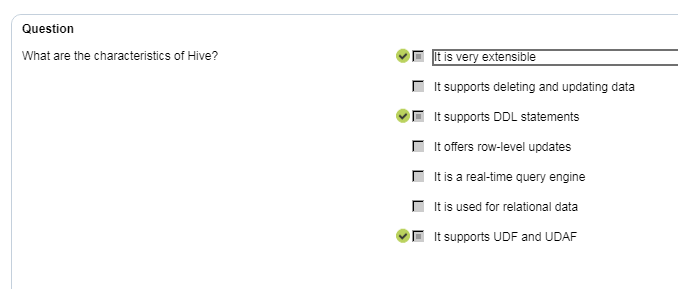 Question
What are the characteristics of Hive?
It is very extensible
It supports deleting and updating data
It supports DDL statements
It offers row-level updates
It is a real-time query engine
It is used for relational data
It supports UDF and UDAF